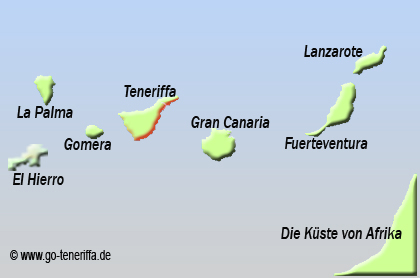 Lanzarote
Teneriffa
La Palma
Gran Canaria
Gomera
Fuerteventura
El Hierro
Die Küste von Afrika
© www.go-teneriffa.de